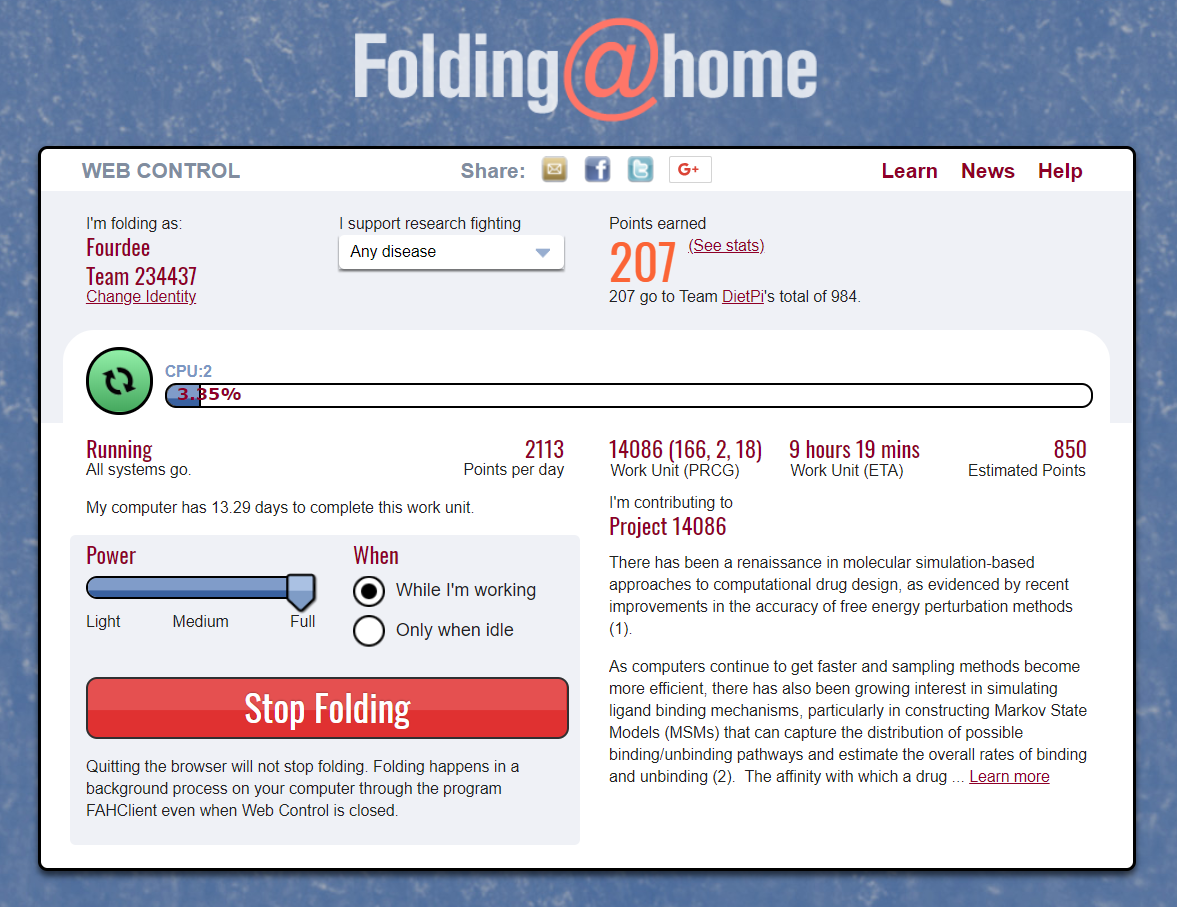 Folding@home
WEB CONTROL
Share:
G+
Learn News Help
I'm folding as:
Fourdee
Team 234437
Change Identity
I support research fighting
Any disease
Points earned
207 (See stats)
207 go to Team DietPi's total of 984.
CPU:2
3.35%
Running
All systems go.
2113
Points per day
14086 (166, 2, 18)
Work Unit (PRCG)
9 hours 19 mins
Work Unit (ETA)
850
Estimated Points
My computer has 13.29 days to complete this work unit.
Power
Light Medium Full
When
While I'm working
Only when idle
Stop Folding
Quitting the browser will not stop folding. Folding happens in a
background process on your computer through the program
FAHClient even when Web Control is closed.
I'm contributing to
Project 14086
There has been a renaissance in molecular simulation-based
approaches to computational drug design, as evidenced by recent
improvements in the accuracy of free energy perturbation methods
(1).
As computers continue to get faster and sampling methods become
more efficient, there has also been growing interest in simulating
ligand binding mechanisms, particularly in constructing Markov State
Models (MSMs) that can capture the distribution of possible
binding/unbinding pathways and estimate the overall rates of binding
and unbinding (2).  The affinity with which a drug ... Learn more